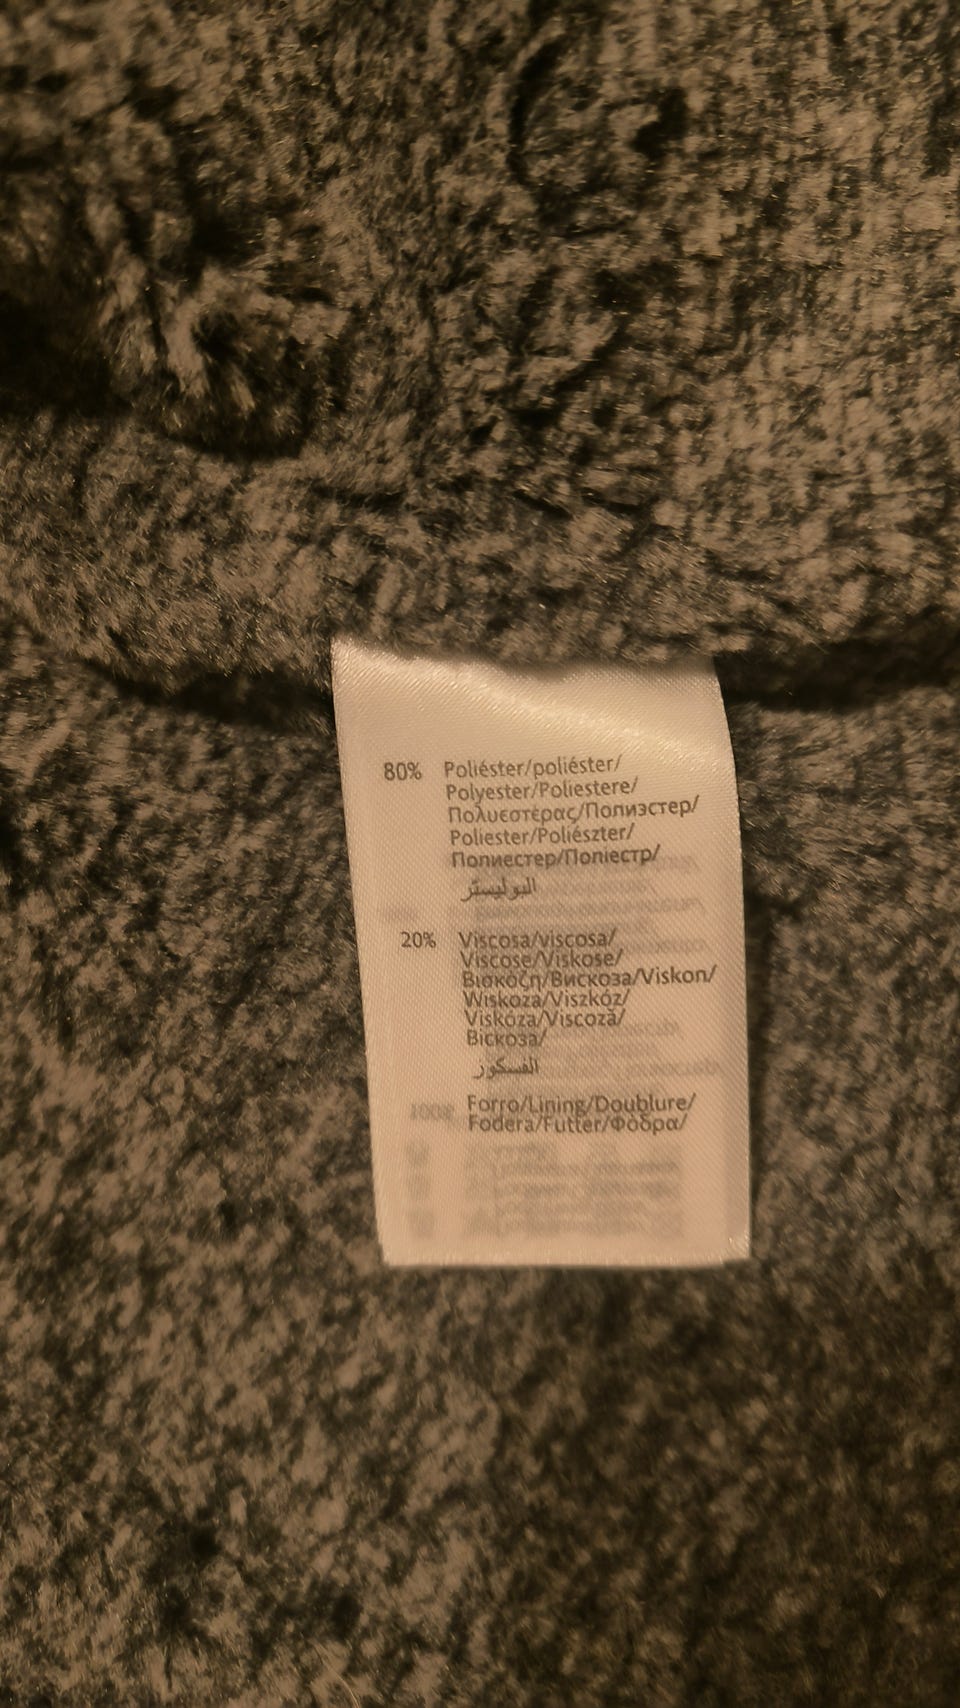 80% Poliéster/poliéster/
Polyester/Poliestere/
Πολυεστέρας/Полиэстер/
Poliester/Poliészter/
Полиестер/Поліестр/
البوليستر
20% Viscosa/viscosa/
Viscose/Viskose/
Βισκόζη/Вискоза/Viskon/
Wiskoza/Viszkóz/
Viskóza/Viscoză/
Віскоза/
الفسكور
Forro/Lining/Doublure/
Fodera/Futter/Φόδρα/